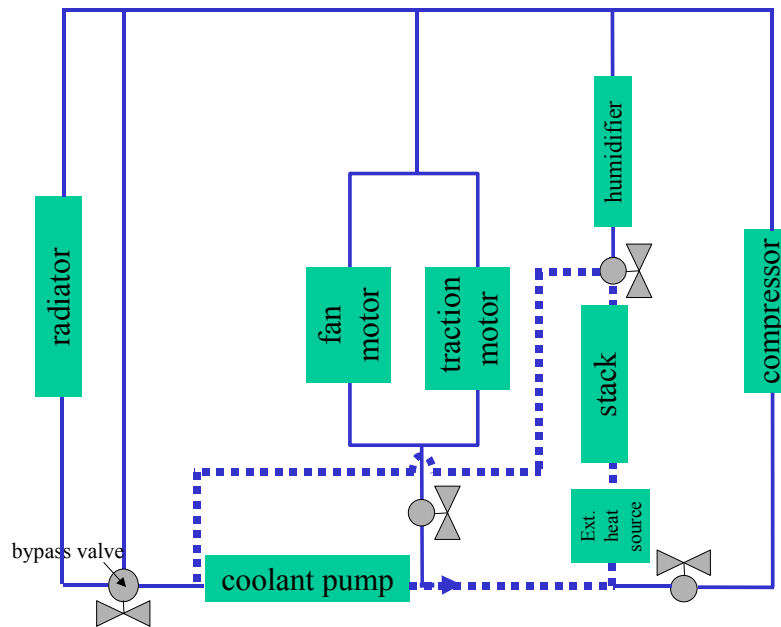 humidifier
radiator
fan
motor
traction
motor
compressor
stack
Ext.
heat
source
bypass valve
coolant pump